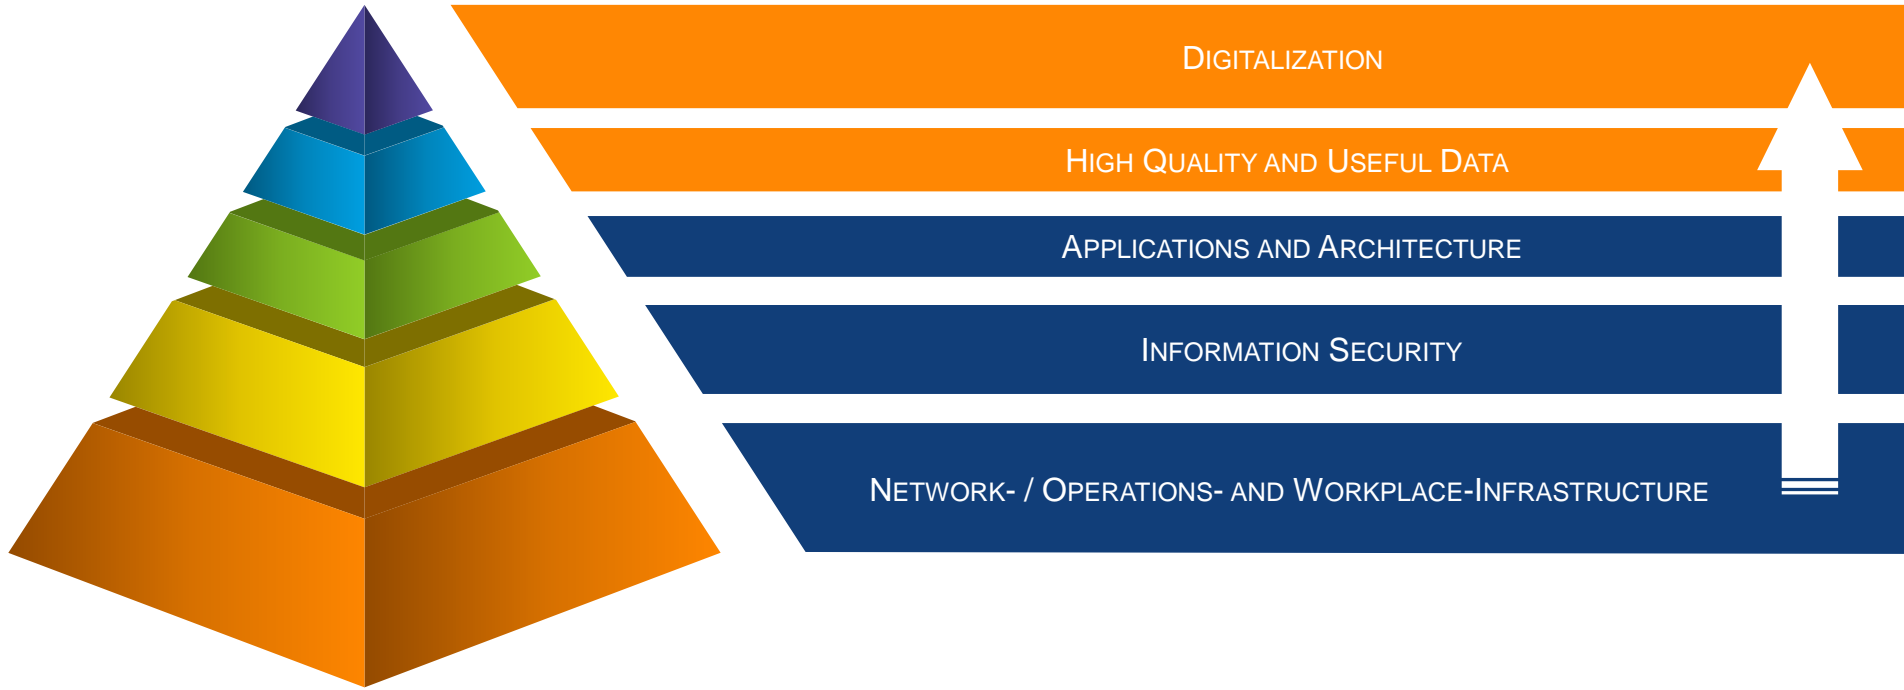 Digitalization
High Quality and Useful Data
Applications and Architecture
Information Security
Network- / Operations- and Workplace-Infrastructure